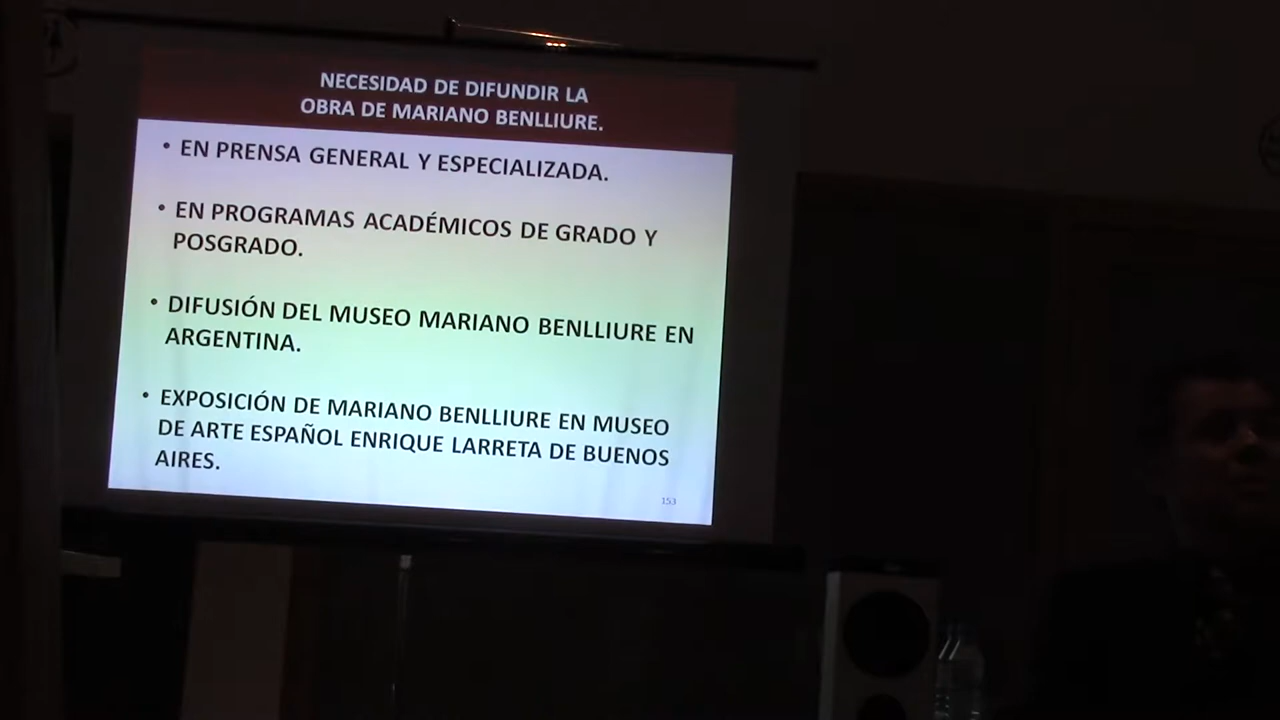 NECESIDAD DE DIFUNDIR LA
OBRA DE MARIANO BENLLIURE.
• EN PRENSA GENERAL Y ESPECIALIZADA.
• EN PROGRAMAS ACADÉMICOS DE GRADO Y
POSGRADO.
• DIFUSIÓN DEL MUSEO MARIANO BENLLIURE EN
ARGENTINA.
• EXPOSICIÓN DE MARIANO BENLLIURE EN MUSEO
DE ARTE ESPAÑOL ENRIQUE LARRETA DE BUENOS
AIRES.
153